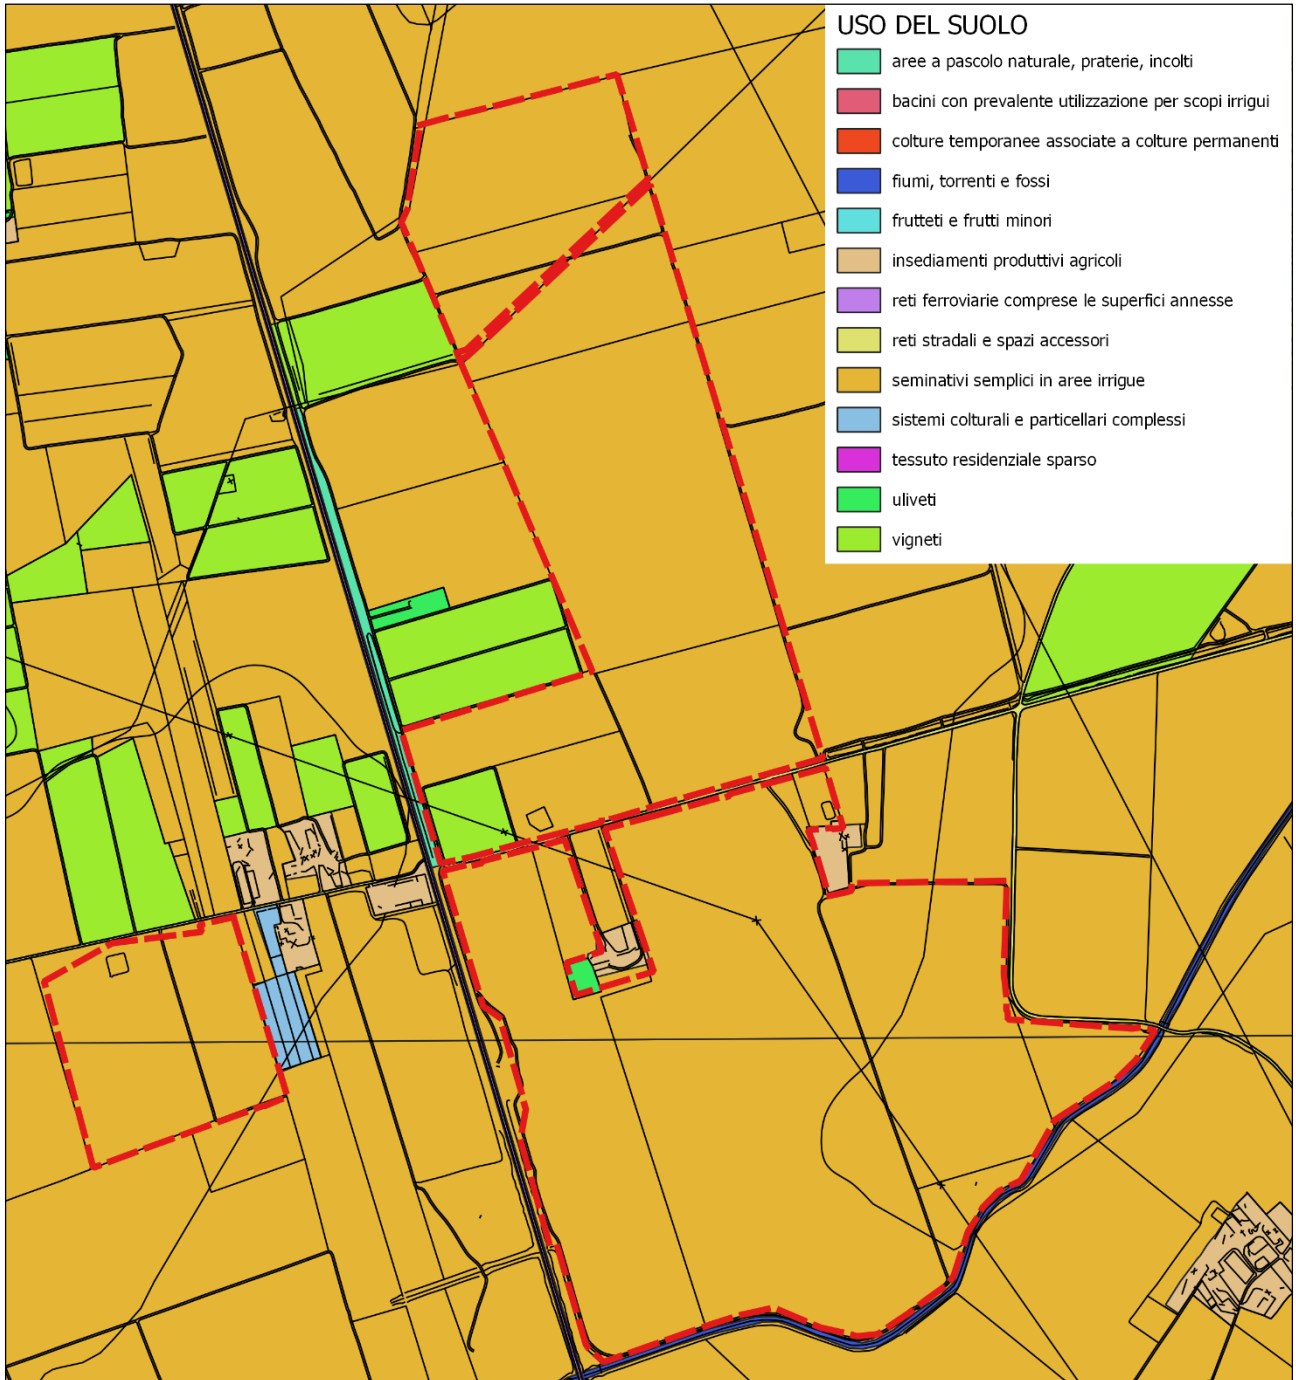 USO DEL SUOLO
aree a pascolo naturale, praterie, incolti
bacini con prevalente utilizzazione per scopi irrigui
colture temporanee associate a colture permanenti
fiumi, torrenti e fossi
frutteti e frutti minori
insediamenti produttivi agricoli
reti ferroviarie comprese le superfici annesse
reti stradali e spazi accessori
seminativi semplici in aree irrigue
sistemi colturali e particellari complessi
tessuto residenziale sparso
uliveti
vigneti